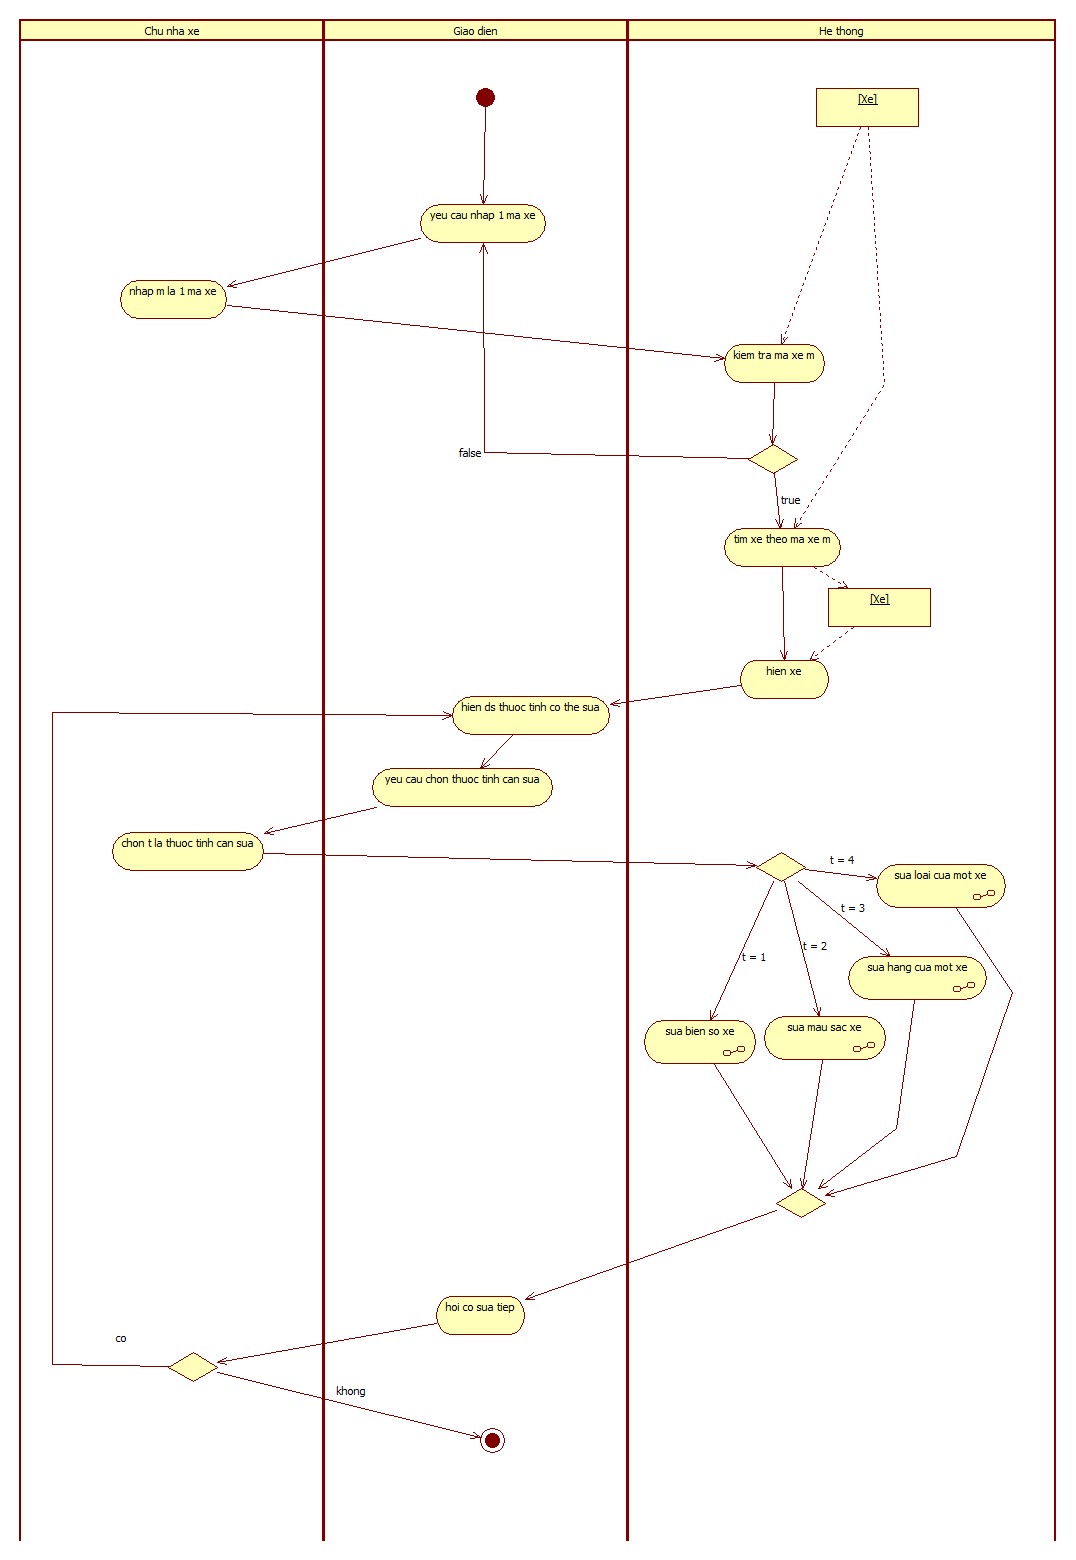 Chu nha xe
Giao dien
He thong
[Xe]
yeu cau nhap 1 ma xe
nhap m la 1 ma xe
kiem tra ma xe m
false
true
tim xe theo ma xe m
[Xe]
hien xe
hien ds thuoc tinh co the sua
yeu cau chon thuoc tinh can sua
chon t la thuoc tinh can sua
t = 4
sua loai cua mot xe
t = 3
t = 2
t = 1
sua hang cua mot xe
sua bien so xe
sua mau sac xe
hoi co sua tiep
co
khong